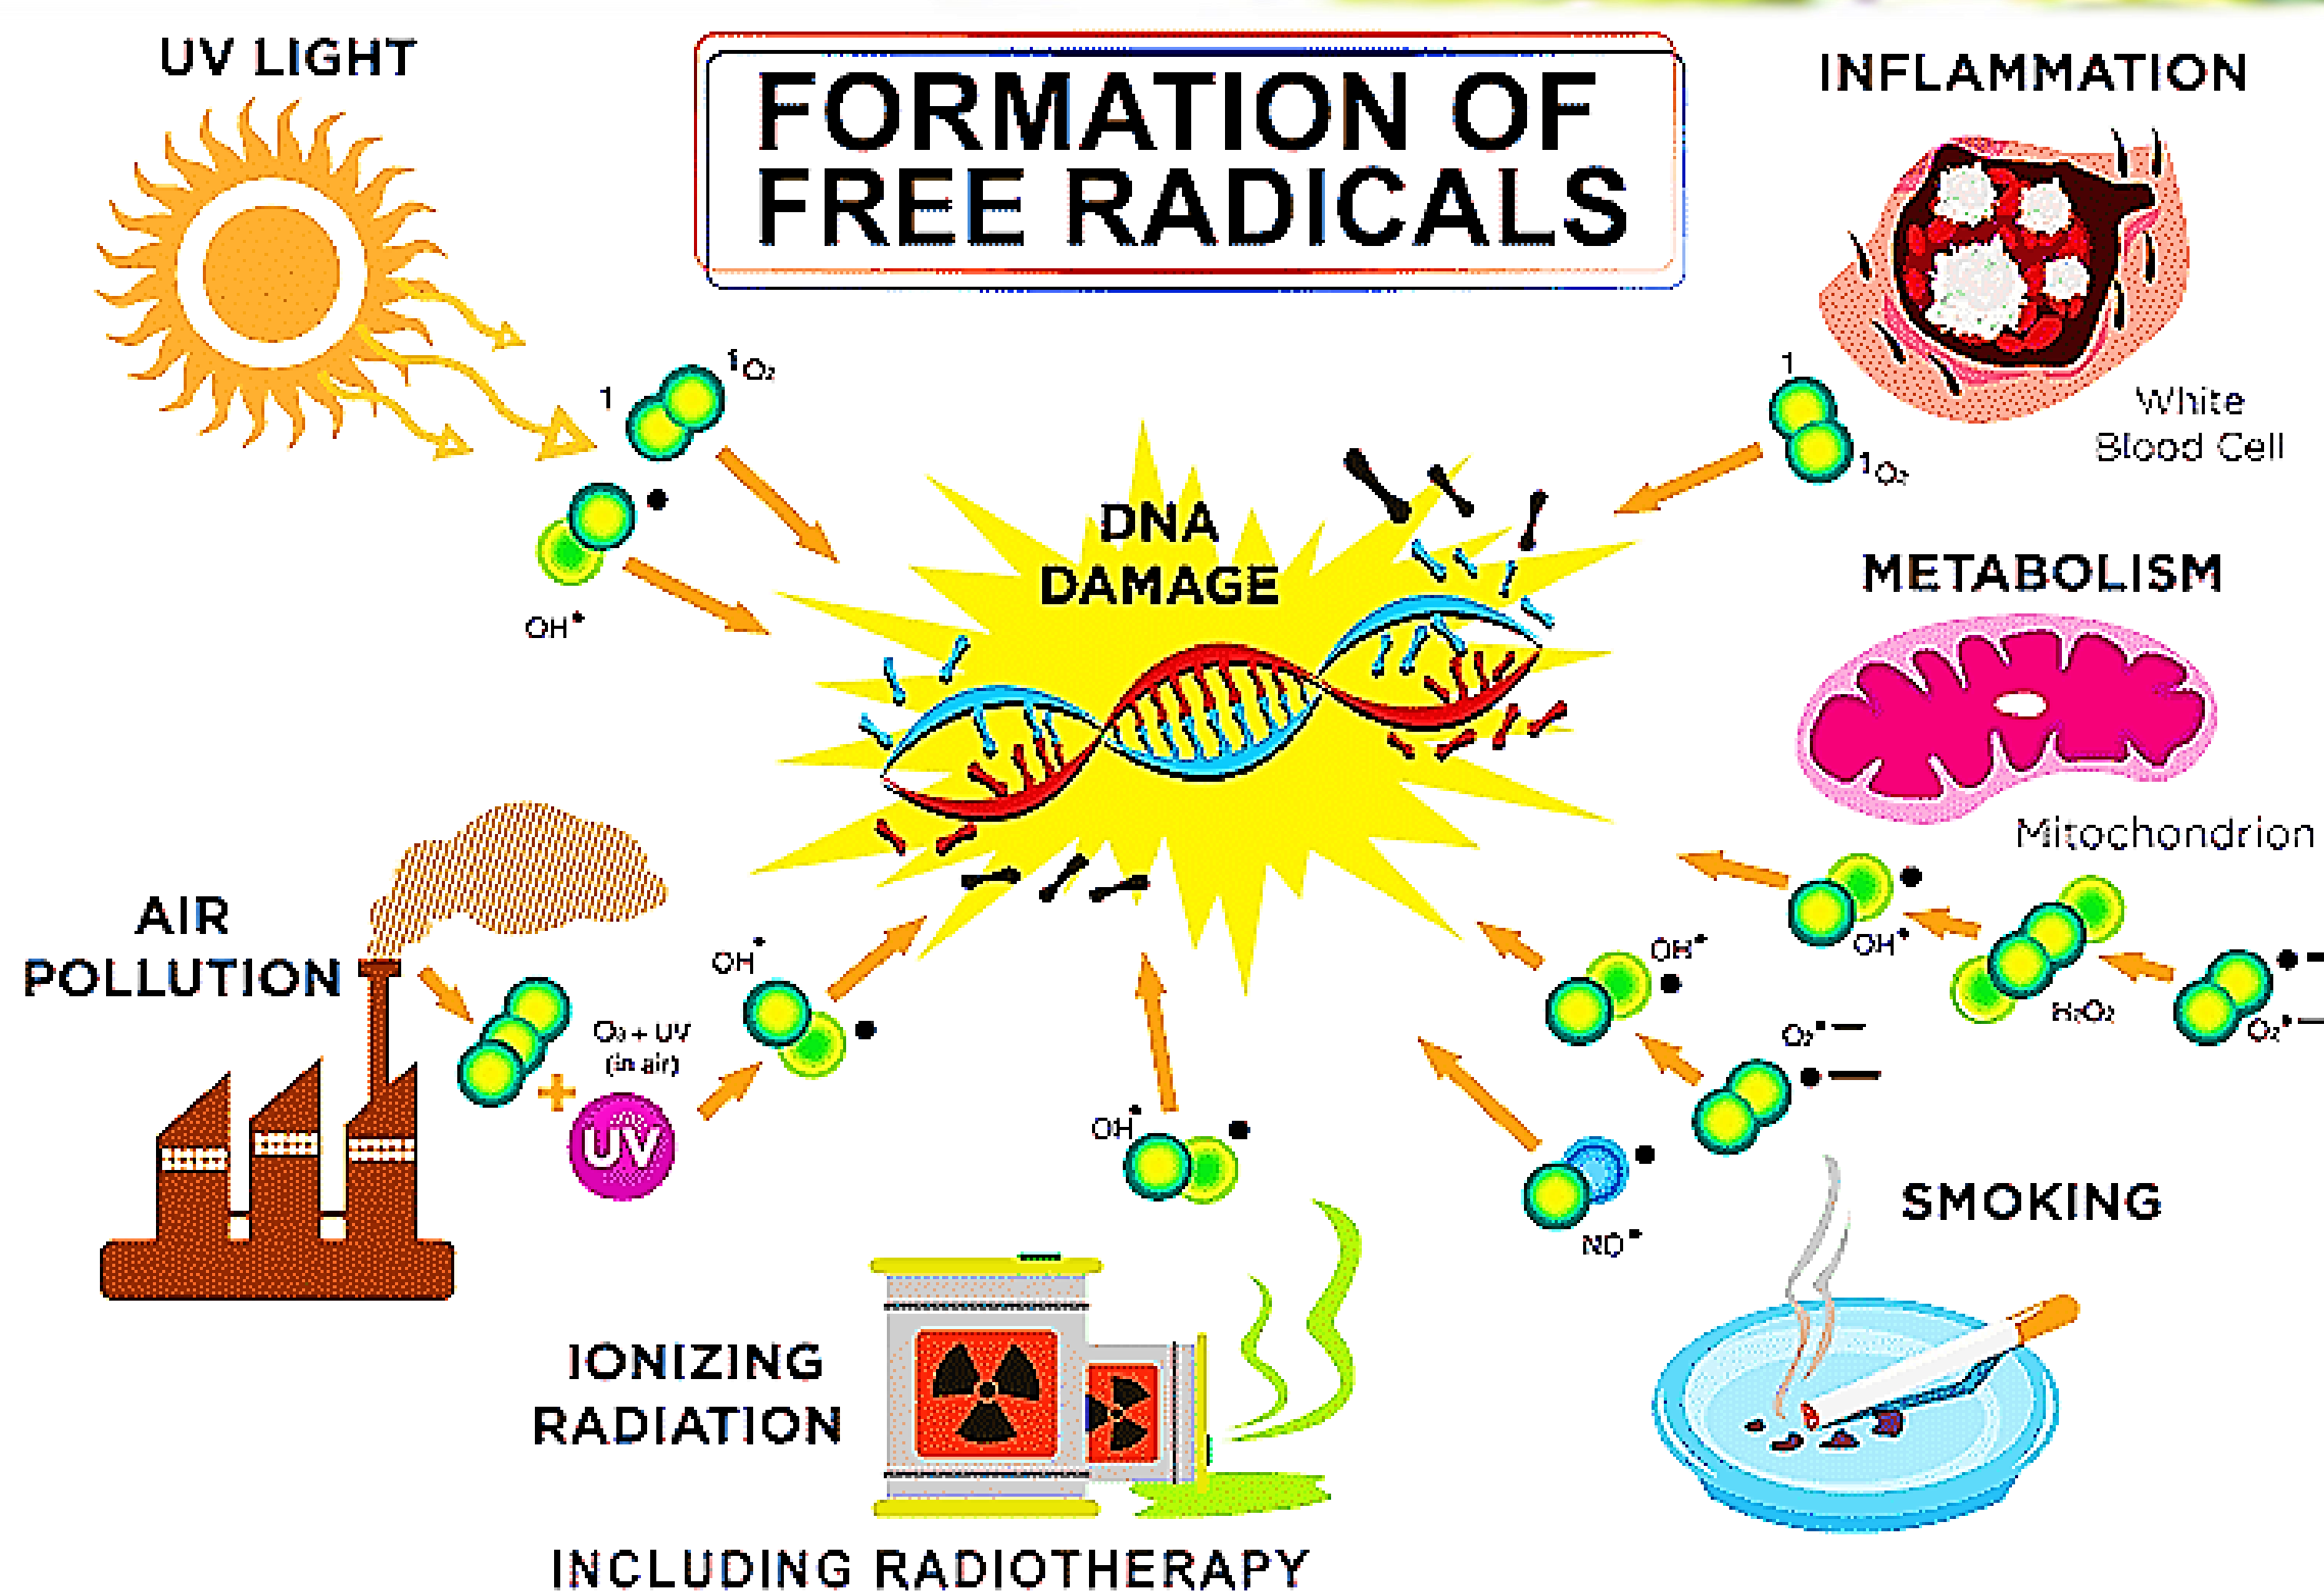 UV LIGHT
FORMATION OF
FREE RADICALS
INFLAMMATION
1
¹O₂
OH•
1
¹O₂
White
Blood Cell
DNA
DAMAGE
METABOLISM
Mitochondrion
OH•
H₂O₂
O₂•—
AIR
POLLUTION
O₃ + UV
(in air)
UV
OH•
OH•
OH•
O₂•—
NO•
SMOKING
IONIZING
RADIATION
INCLUDING RADIOTHERAPY